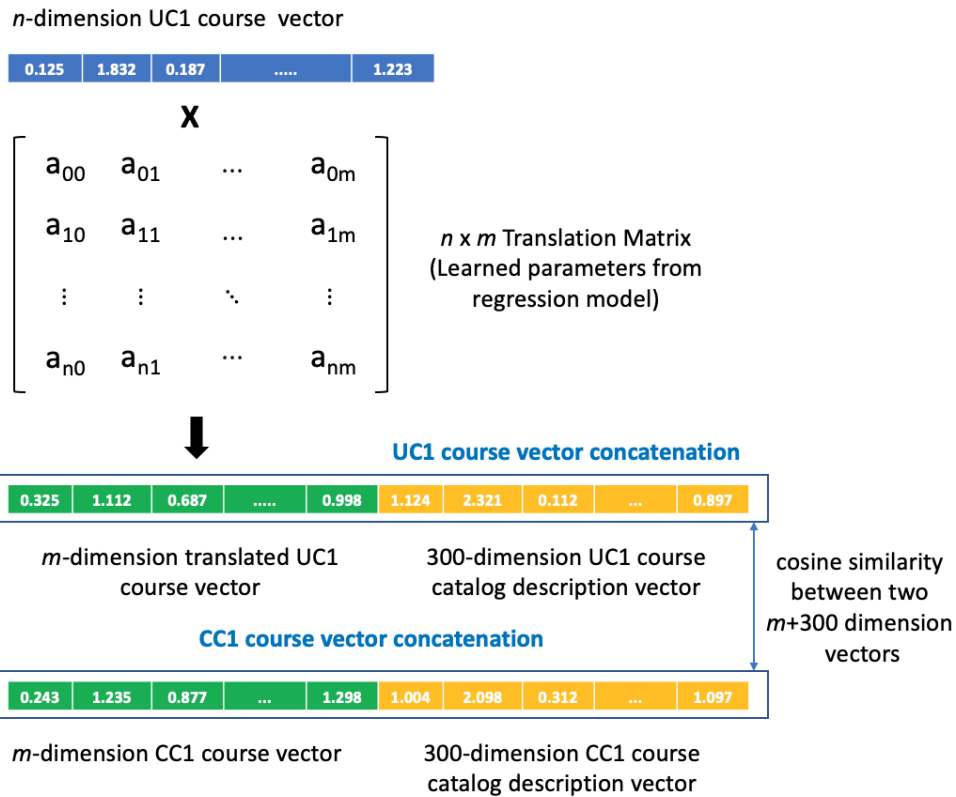 n-dimension UC1 course vector
0.125 1.832 0.187 ..... 1.223
X
a00 a01 ... a0m
a10 a11 ... a1m
⋮ ⋮ ⋱ ⋮
an0 an1 ... anm
n x m Translation Matrix
(Learned parameters from
regression model)
UC1 course vector concatenation
0.325 1.112 0.687 ..... 0.998 1.124 2.321 0.112 ... 0.897
m-dimension translated UC1
course vector
300-dimension UC1 course
catalog description vector
cosine similarity
between two
m+300 dimension
vectors
CC1 course vector concatenation
0.243 1.235 0.877 ... 1.298 1.004 2.098 0.312 ... 1.097
m-dimension CC1 course vector
300-dimension CC1 course
catalog description vector